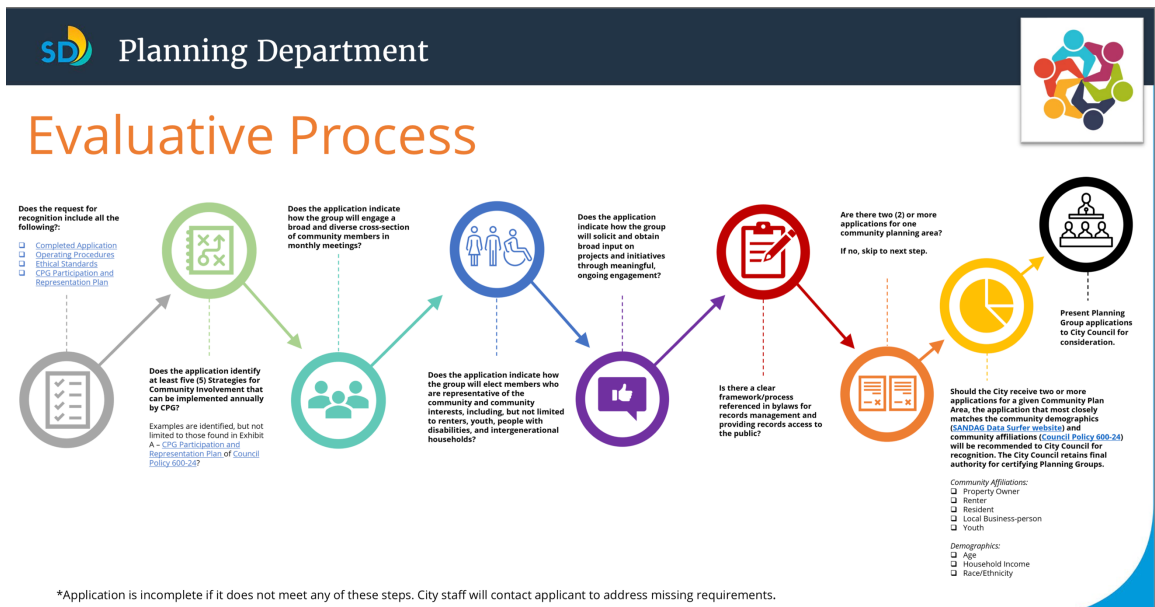 SD Planning Department
Evaluative Process
Does the request for
recognition include all the
following?:
Completed Application
Operating Procedures
Ethical Standards
CPG Participation and
Representation Plan
Does the application identify
at least five (5) Strategies for
Community Involvement that
can be implemented annually
by CPG?
Examples are identified, but not
limited to those found in Exhibit
A – CPG Participation and
Representation Plan of Council
Policy 600-24?
Does the application indicate
how the group will engage a
broad and diverse cross-section
of community members in
monthly meetings?
Does the application indicate how
the group will elect members who
are representative of the
community and community
interests, including, but not limited
to renters, youth, people with
disabilities, and intergenerational
households?
Does the application
indicate how the group
will solicit and obtain
broad input on
projects and initiatives
through meaningful,
ongoing engagement?
Is there a clear
framework/process
referenced in bylaws for
records management and
providing records access to
the public?
Are there two (2) or more
applications for one
community planning area?
If no, skip to next step.
Should the City receive two or more
applications for a given Community Plan
Area, the application that most closely
matches the community demographics
(SANDAG Data Surfer website) and
community affiliations (Council Policy 600-24)
will be recommended to City Council for
recognition. The City Council retains final
authority for certifying Planning Groups.
Community Affiliations:
Property Owner
Renter
Resident
Local Business-person
Youth
Demographics:
Age
Household Income
Race/Ethnicity
Present Planning
Group applications
to City Council for
consideration.
*Application is incomplete if it does not meet any of these steps. City staff will contact applicant to address missing requirements.